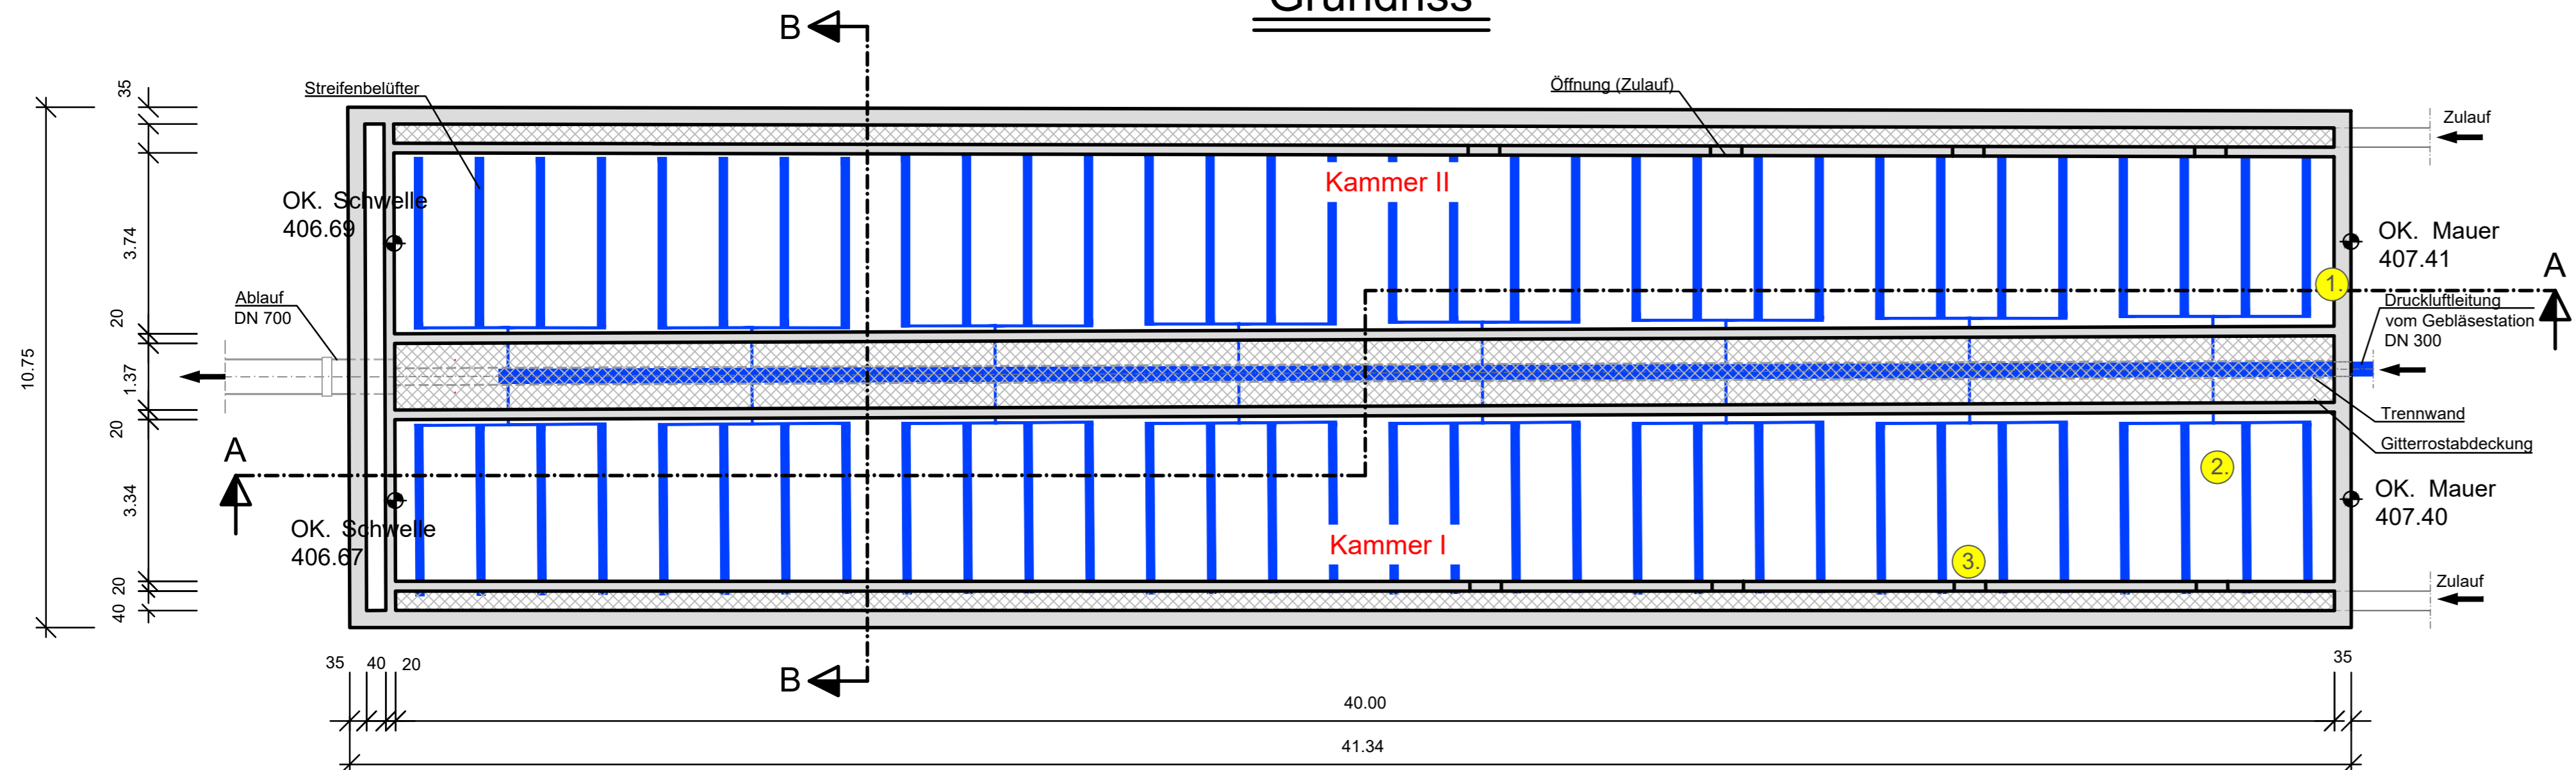 Grundriss
B
35
Streifenbelüfter
Öffnung (Zulauf)
Zulauf
Kammer II
OK. Schwelle
406.69
3.74
OK. Mauer
407.41
A
1.
Ablauf
DN 700
Druckluftleitung
vom Gebläsestation
DN 300
20
10.75
1.37
Trennwand
20
Gitterrostabdeckung
A
2.
3.34
OK. Mauer
407.40
OK. Schwelle
406.67
Kammer I
3.
20
40
Zulauf
35
40
20
B
35
40.00
41.34